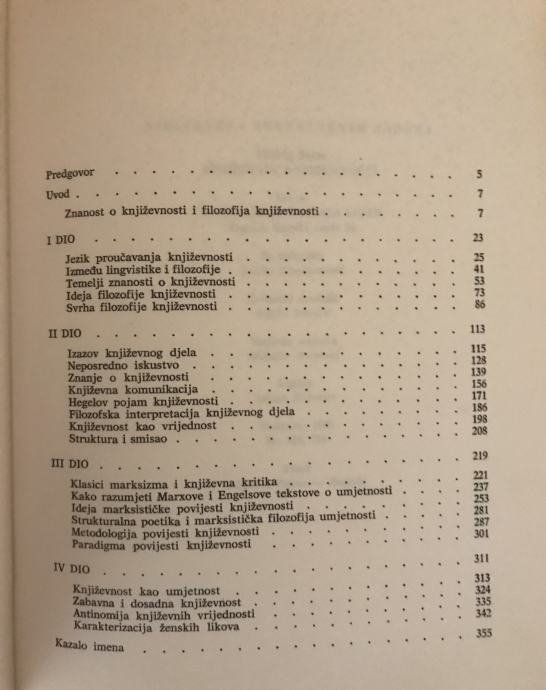 Predgovor . . . . . . . . . . . . . . . . . 5
Uvod . . . . . . . . . . . . . . . . . . 7
Znanost o književnosti i filozofija književnosti . . . . . . . 7
I DIO . . . . . . . . . . . . . . . . . . 23
Jezik proučavanja književnosti . . . . . . . . . . . 25
Između lingvistike i filozofije . . . . . . . . . . . 41
Temelji znanosti o književnosti . . . . . . . . . . . 53
Ideja filozofije književnosti . . . . . . . . . . . 73
Svrha filozofije književnosti . . . . . . . . . . . 86
II DIO . . . . . . . . . . . . . . . . . . 113
Izazov književnog djela . . . . . . . . . . . . 115
Neposredno iskustvo . . . . . . . . . . . . 128
Znanje o književnosti . . . . . . . . . . . . 139
Književna komunikacija . . . . . . . . . . . . 156
Hegelov pojam književnosti . . . . . . . . . . . 171
Filozofska interpretacija književnog djela . . . . . . . . 186
Književnost kao vrijednost . . . . . . . . . . . 198
Struktura i smisao . . . . . . . . . . . . . 208
III DIO . . . . . . . . . . . . . . . . . 219
Klasici marksizma i književna kritika . . . . . . . . . 221
Kako razumjeti Marxove i Engelsove tekstove o umjetnosti . . . . 237
Ideja marksističke povijesti književnosti . . . . . . . . 253
Strukturalna poetika i marksistička filozofija umjetnosti . . . . 281
Metodologija povijesti književnosti . . . . . . . . . 287
Paradigma povijesti književnosti . . . . . . . . . 301
IV DIO . . . . . . . . . . . . . . . . . 311
Književnost kao umjetnost . . . . . . . . . . . 313
Zabavna i dosadna književnost . . . . . . . . . . 324
Antinomija književnih vrijednosti . . . . . . . . . 335
Karakterizacija ženskih likova . . . . . . . . . . 342
Kazalo imena . . . . . . . . . . . . . . . 355